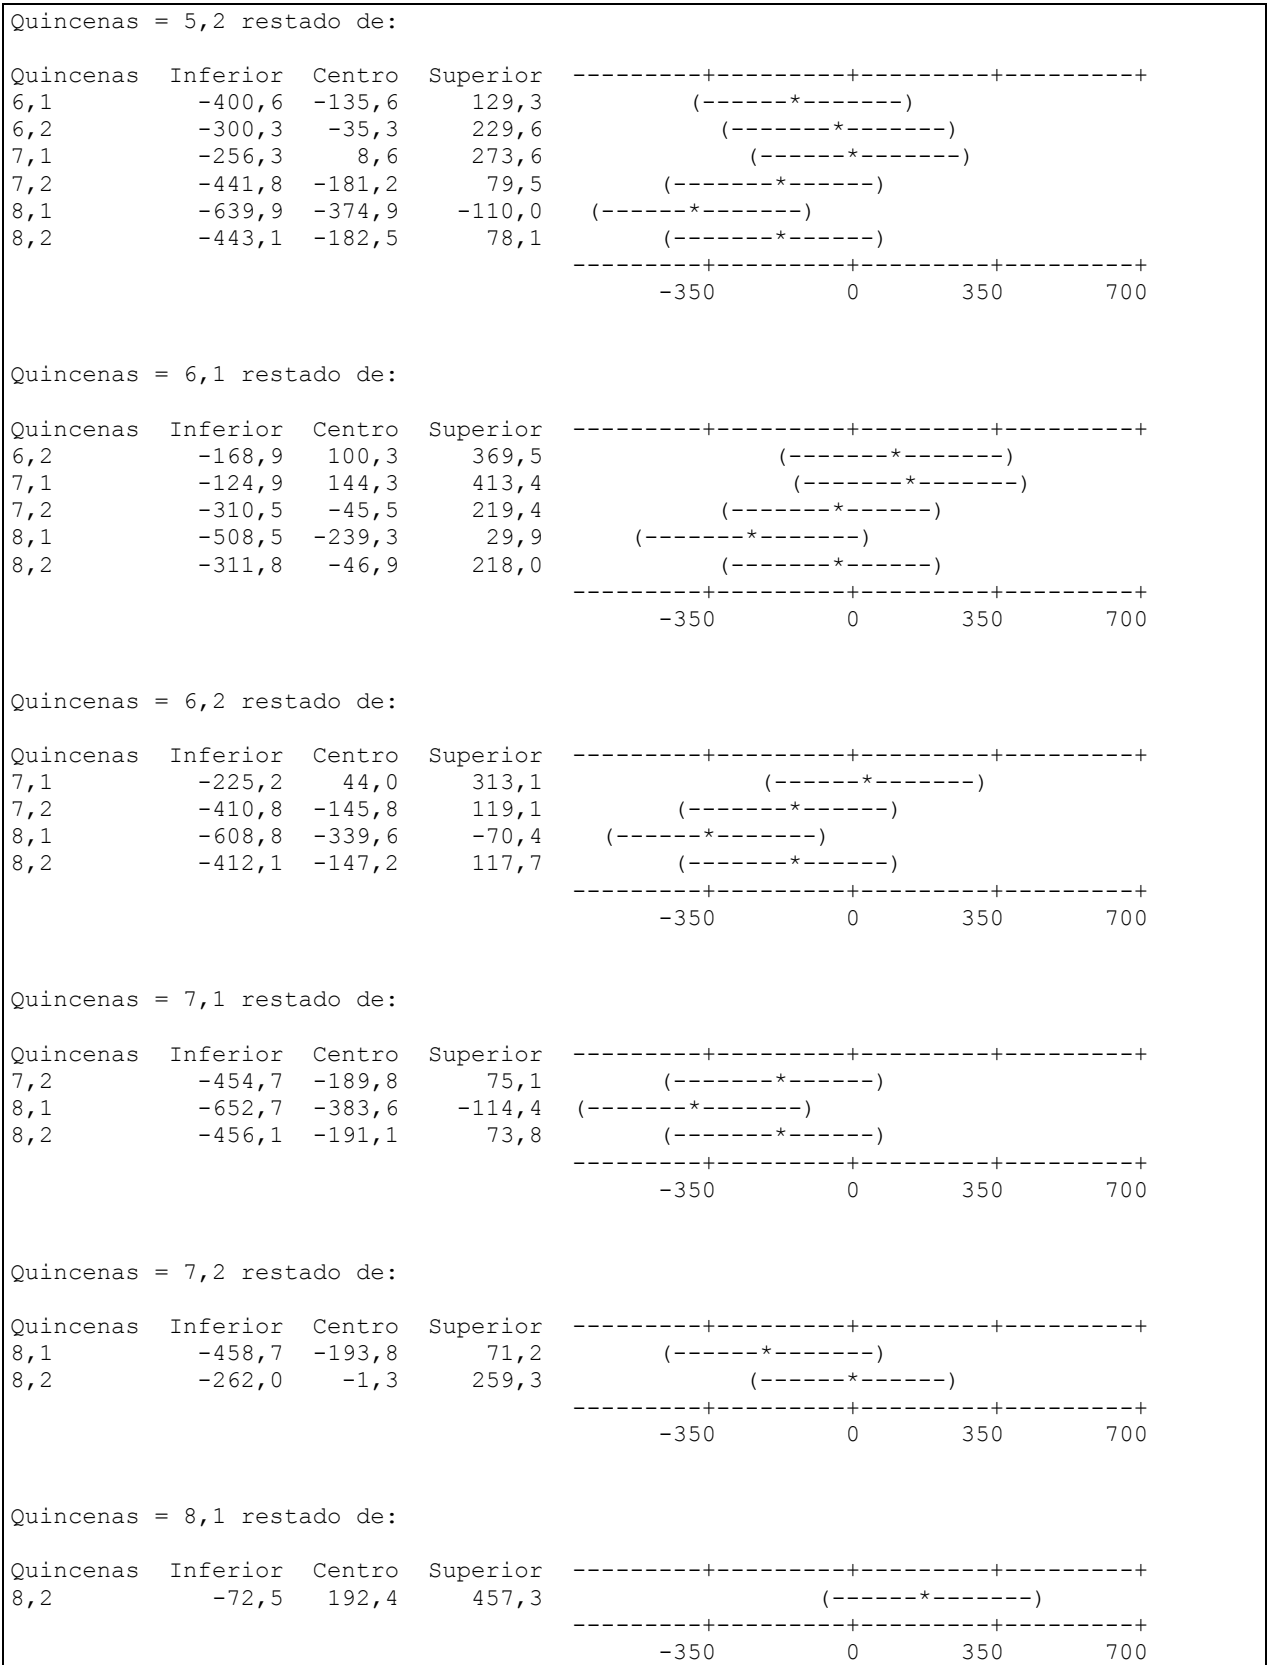 Quincenas = 5,2 restado de:
Quincenas  Inferior  Centro  Superior  ---------+---------+---------+---------+
6,1          -400,6  -135,6     129,3          (------*-------)
6,2          -300,3   -35,3     229,6            (-------*-------)
7,1          -256,3     8,6     273,6              (------*-------)
7,2          -441,8  -181,2      79,5        (-------*------)
8,1          -639,9  -374,9    -110,0   (------*-------)
8,2          -443,1  -182,5      78,1        (-------*------)
---------+---------+---------+---------+
-350         0       350       700
Quincenas = 6,1 restado de:
Quincenas  Inferior  Centro  Superior  ---------+---------+---------+---------+
6,2          -168,9   100,3     369,5                (-------*-------)
7,1          -124,9   144,3     413,4                 (-------*-------)
7,2          -310,5   -45,5     219,4            (-------*------)
8,1          -508,5  -239,3      29,9      (-------*-------)
8,2          -311,8   -46,9     218,0            (-------*------)
---------+---------+---------+---------+
-350         0       350       700
Quincenas = 6,2 restado de:
Quincenas  Inferior  Centro  Superior  ---------+---------+---------+---------+
7,1          -225,2    44,0     313,1               (------*-------)
7,2          -410,8  -145,8     119,1         (-------*------)
8,1          -608,8  -339,6     -70,4    (------*-------)
8,2          -412,1  -147,2     117,7         (-------*------)
---------+---------+---------+---------+
-350         0       350       700
Quincenas = 7,1 restado de:
Quincenas  Inferior  Centro  Superior  ---------+---------+---------+---------+
7,2          -454,7  -189,8      75,1        (-------*------)
8,1          -652,7  -383,6    -114,4  (-------*-------)
8,2          -456,1  -191,1      73,8        (-------*------)
---------+---------+---------+---------+
-350         0       350       700
Quincenas = 7,2 restado de:
Quincenas  Inferior  Centro  Superior  ---------+---------+---------+---------+
8,1          -458,7  -193,8      71,2        (------*-------)
8,2          -262,0    -1,3     259,3              (------*------)
---------+---------+---------+---------+
-350         0       350       700
Quincenas = 8,1 restado de:
Quincenas  Inferior  Centro  Superior  ---------+---------+---------+---------+
8,2           -72,5   192,4     457,3                   (------*-------)
---------+---------+---------+---------+
-350         0       350       700